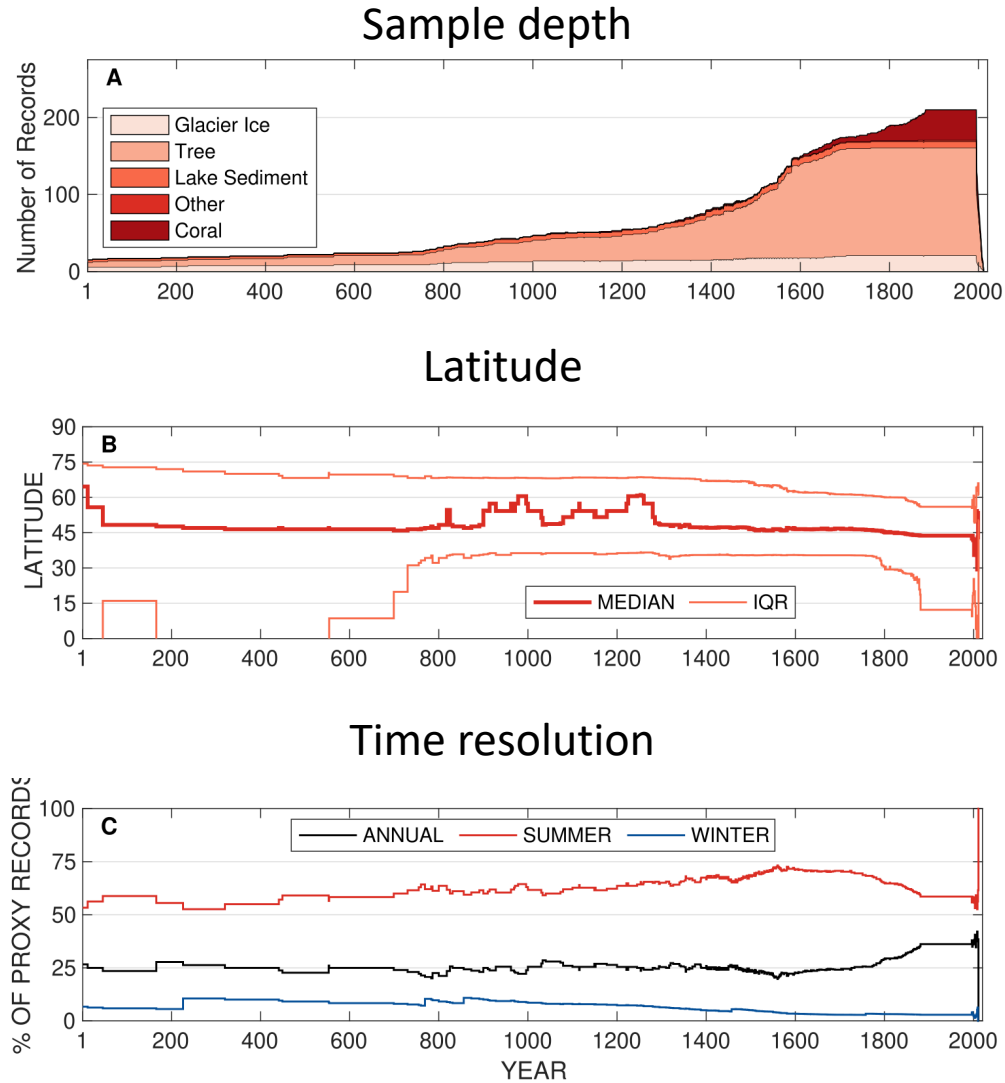 Sample depth
A
Number of Records
200
100
0
Glacier Ice
Tree
Lake Sediment
Other
Coral
1 200 400 600 800 1000 1200 1400 1600 1800 2000
Latitude
B
LATITUDE
90
75
60
45
30
15
0
MEDIAN IQR
1 200 400 600 800 1000 1200 1400 1600 1800 2000
Time resolution
C
% OF PROXY RECORDS
100
75
50
25
0
ANNUAL SUMMER WINTER
1 200 400 600 800 1000 1200 1400 1600 1800 2000
YEAR